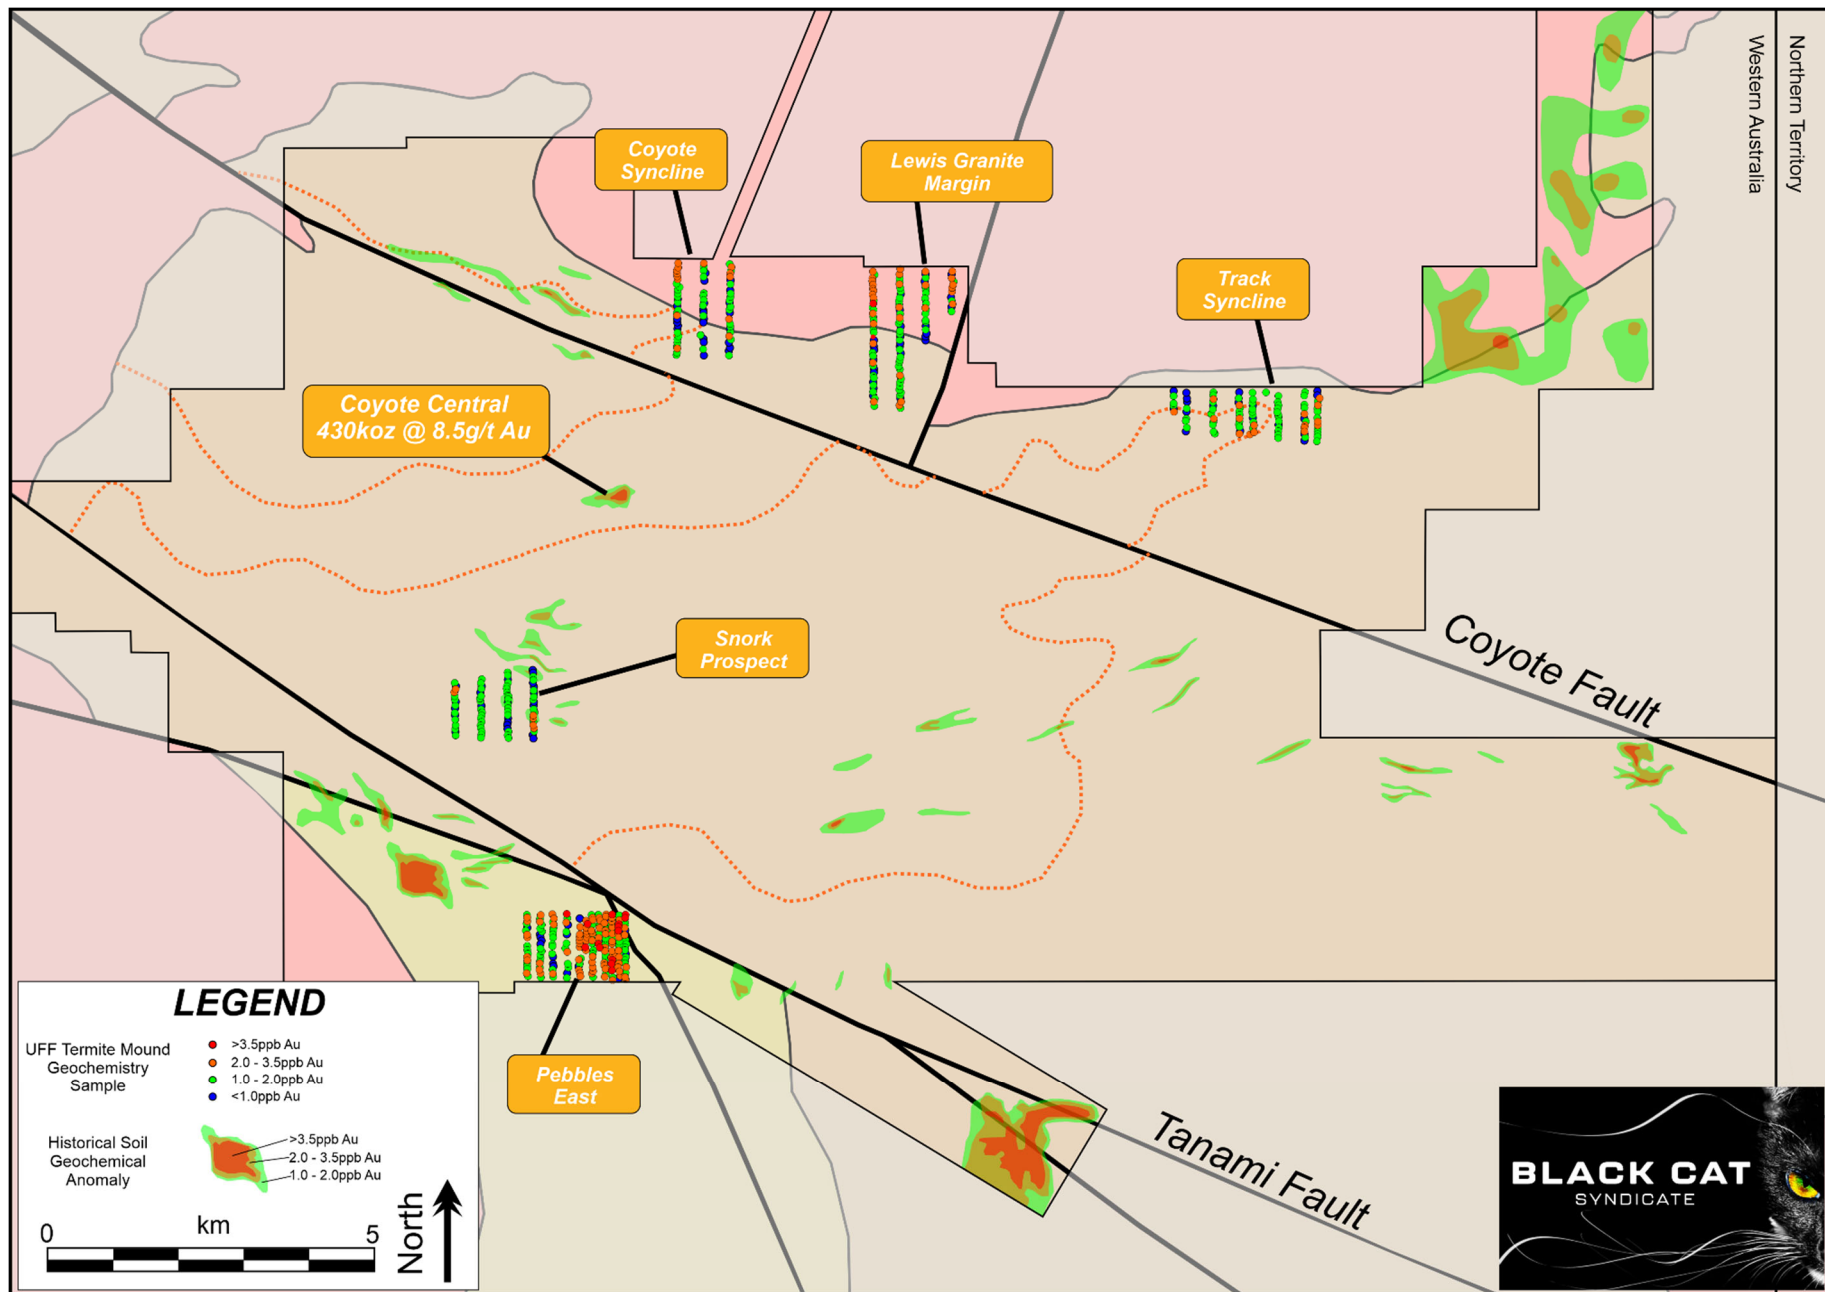 Northern Territory
Western Australia
Coyote
Syncline
Lewis Granite
Margin
Track
Syncline
Coyote Central
430koz @ 8.5g/t Au
Snork
Prospect
Coyote Fault
Pebbles
East
Tanami Fault
LEGEND
UFF Termite Mound
Geochemistry
Sample
>3.5ppb Au
2.0 - 3.5ppb Au
1.0 - 2.0ppb Au
<1.0ppb Au
Historical Soil
Geochemical
Anomaly
>3.5ppb Au
2.0 - 3.5ppb Au
1.0 - 2.0ppb Au
0 km 5
North
BLACK CAT
SYNDICATE